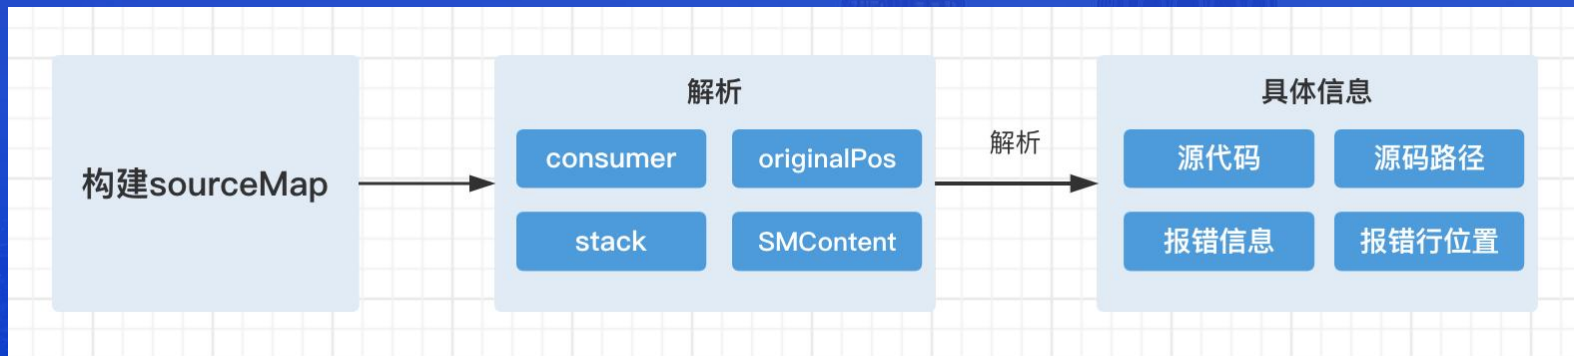 构建sourceMap
解析
consumer
originalPos
stack
SMContent
解析
具体信息
源代码
源码路径
报错信息
报错行位置